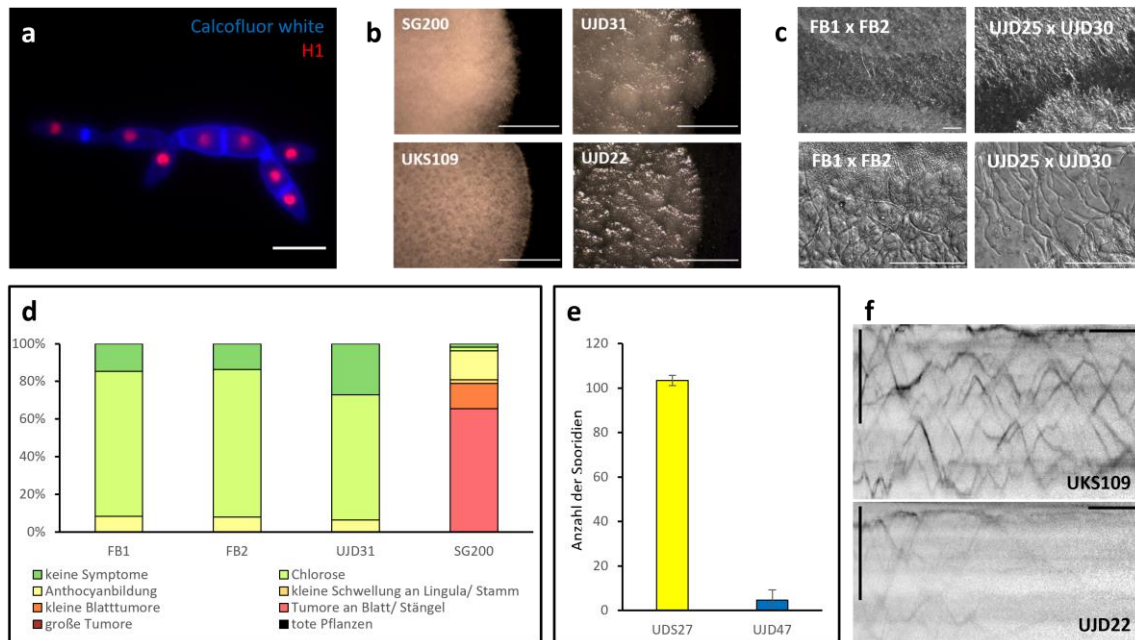 a
Calcofluor white
H1
b
SG200
UJD31
UKS109
UJD22
c
FB1 x FB2
UJD25 x UJD30
FB1 x FB2
UJD25 x UJD30
d
100%
80%
60%
40%
20%
0%
FB1 FB2 UJD31 SG200
keine Symptome Chlorose
Anthocyanbildung kleine Schwellung an Lingula/ Stamm
kleine Blatttumore Tumore an Blatt/ Stängel
große Tumore tote Pflanzen
e
Anzahl der Sporidien
120
100
80
60
40
20
0
UDS27 UJD47
f
UKS109
UJD22